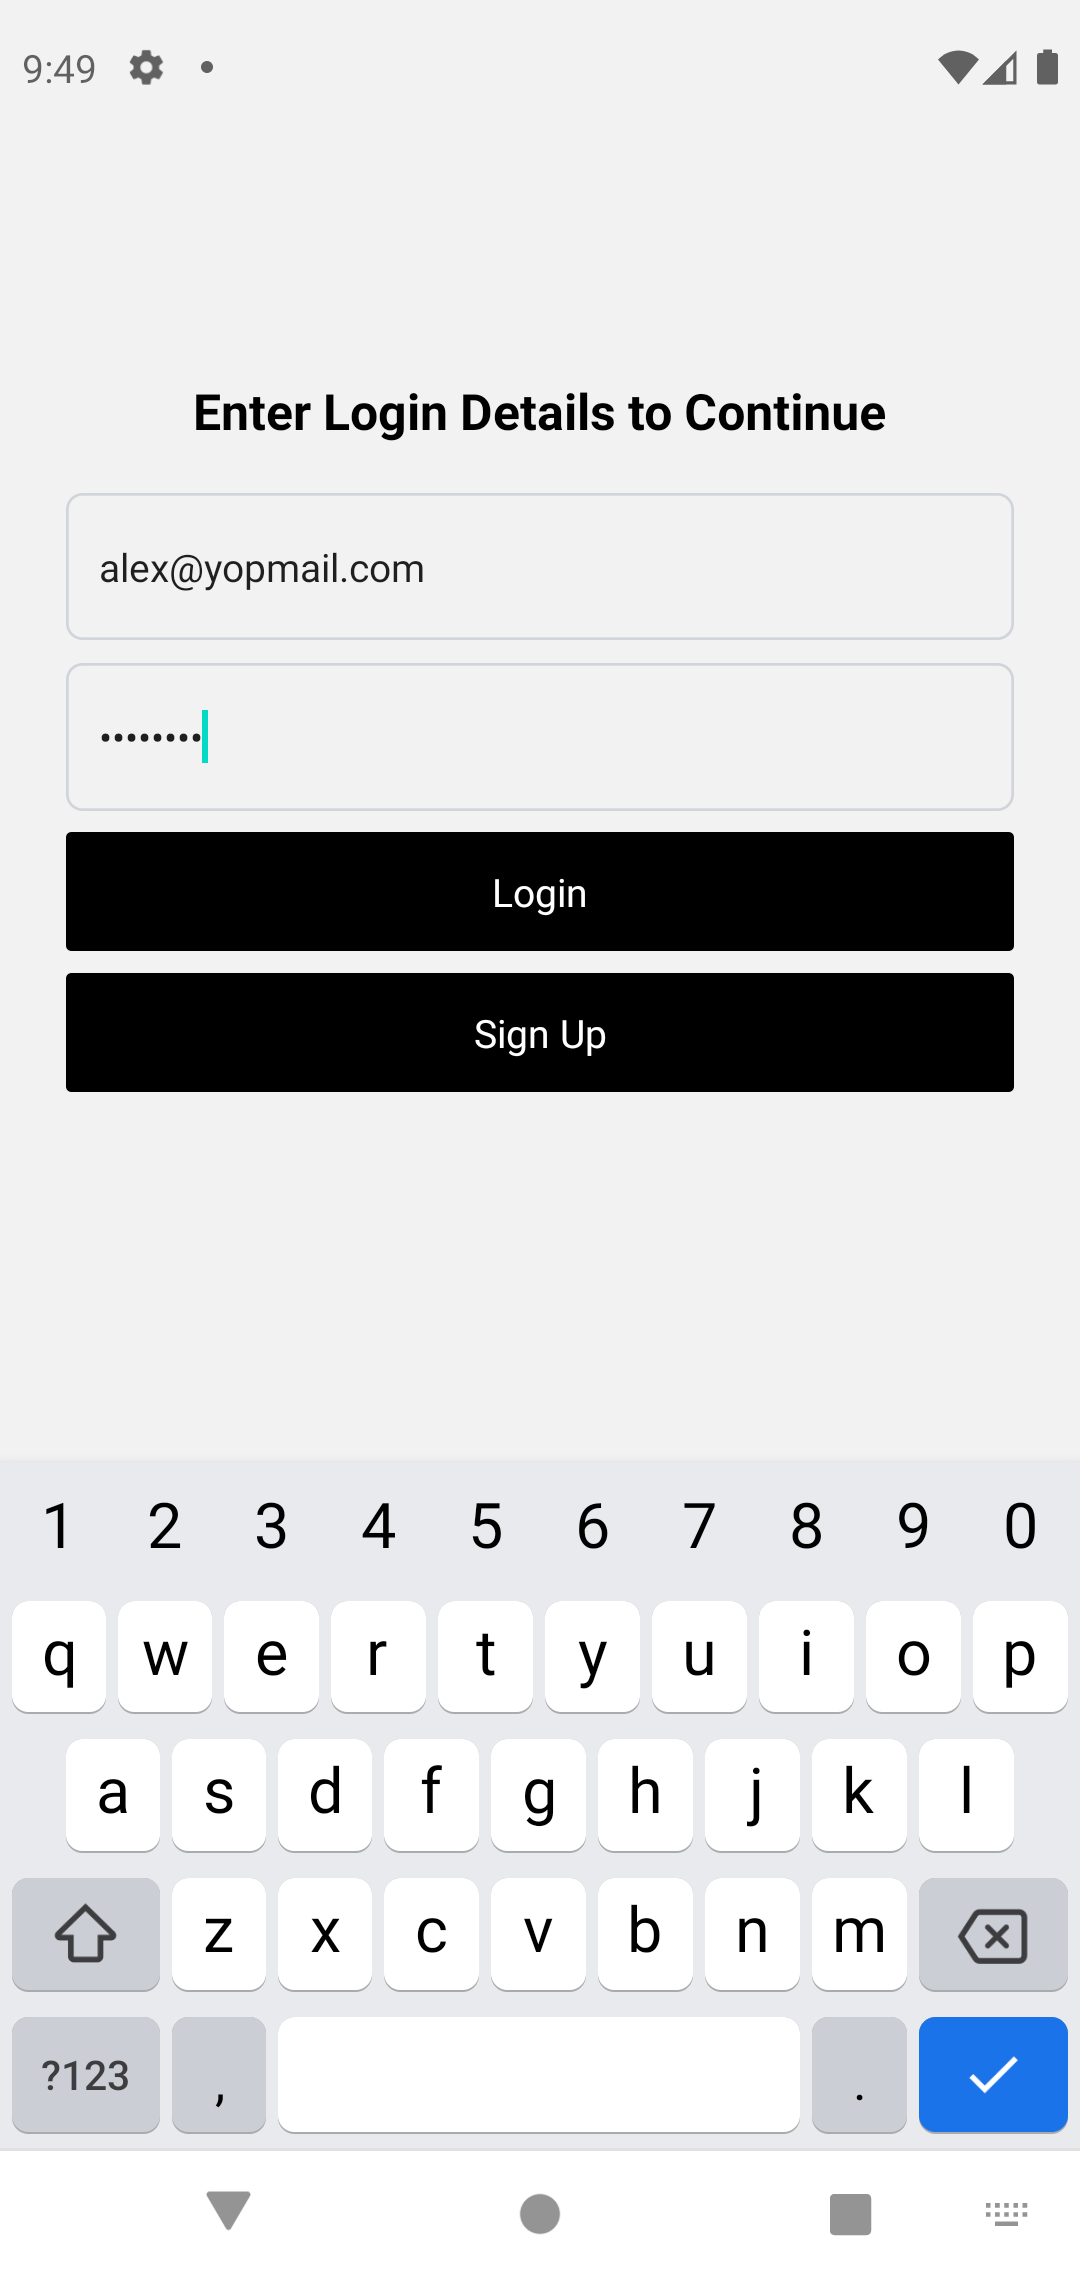 9:49
Enter Login Details to Continue
alex@yopmail.com
••••••••
Login
Sign Up
1 2 3 4 5 6 7 8 9 0
q w e r t y u i o p
a s d f g h j k l
z x c v b n m
?123 , .